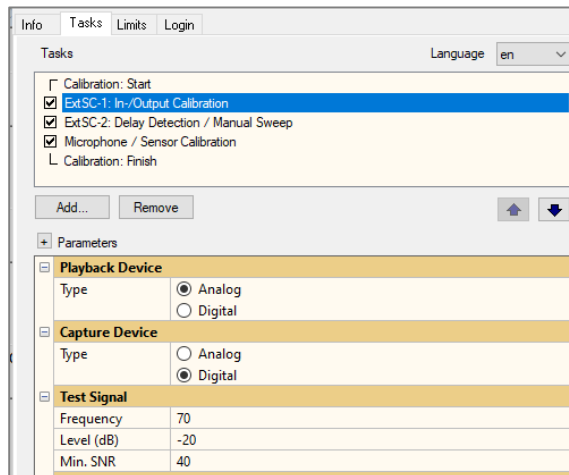 Info Tasks Limits Login
Tasks Language en
Calibration: Start
ExtSC-1: In-/Output Calibration
ExtSC-2: Delay Detection / Manual Sweep
Microphone / Sensor Calibration
Calibration: Finish
Add... Remove
Parameters
Playback Device
Type Analog
Digital
Capture Device
Type Analog
Digital
Test Signal
Frequency 70
Level (dB) -20
Min. SNR 40